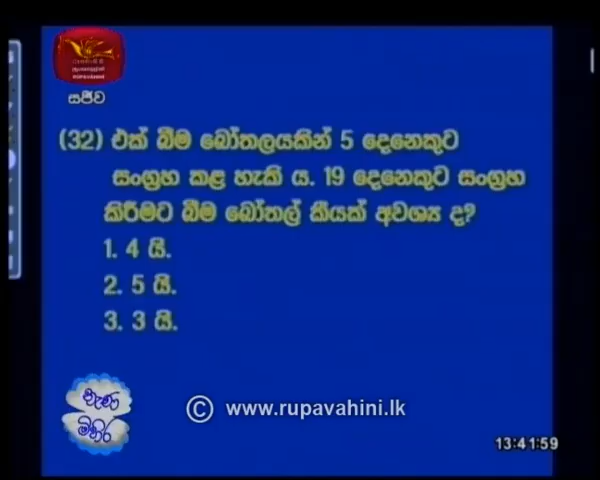 RUPAVAHINI
සජීව
(32) එක් බීම බෝතලයකින් 5 දෙනෙකුට
සංග්‍රහ කළ හැකි ය. 19 දෙනෙකුට සංග්‍රහ
කිරීමට බීම බෝතල් කීයක් අවශ්‍ය ද?
1. 4 යි.
2. 5 යි.
3. 3 යි.
නැණ
මිහිර
© www.rupavahini.lk
13:41:59